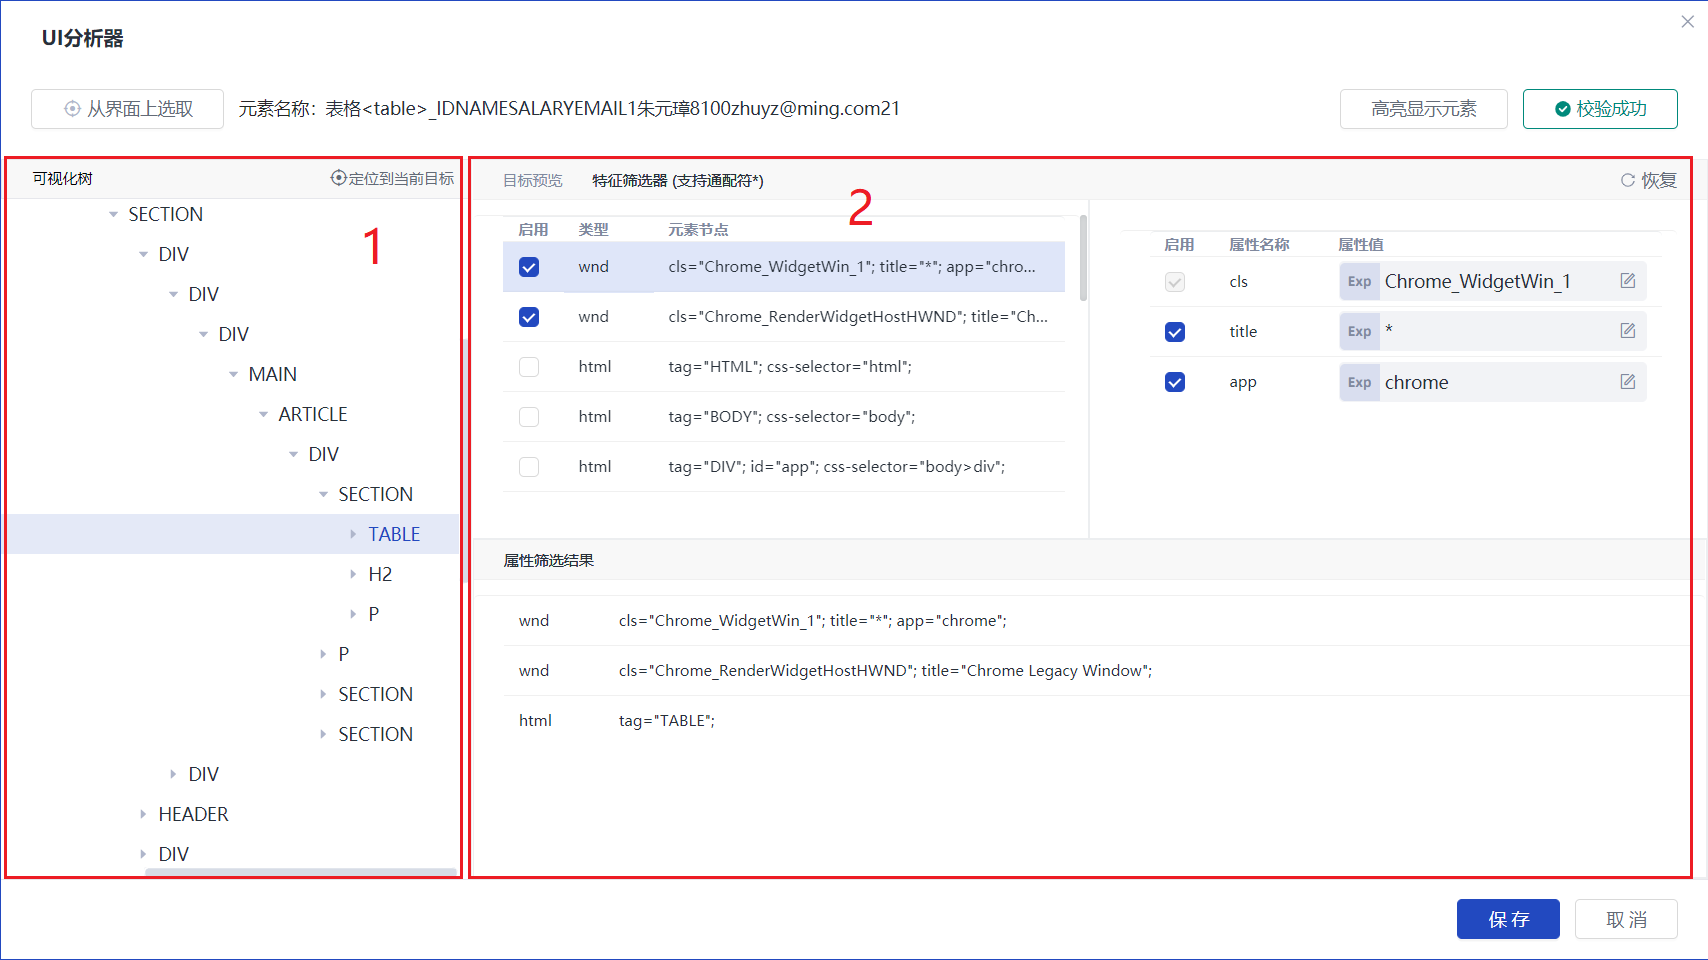 UI分析器
从界面上选取 元素名称：表格<table>_IDNAMESALARYEMAIL1朱元璋8100zhuyz@ming.com21 高亮显示元素 校验成功
可视化树 定位到当前目标
1
SECTION
DIV
DIV
DIV
MAIN
ARTICLE
DIV
SECTION
TABLE
H2
P
P
SECTION
SECTION
DIV
HEADER
DIV
目标预览 特征筛选器 (支持通配符*) 恢复
2
启用 类型 元素节点
wnd cls="Chrome_WidgetWin_1"; title="*"; app="chro...
wnd cls="Chrome_RenderWidgetHostHWND"; title="Ch...
html tag="HTML"; css-selector="html";
html tag="BODY"; css-selector="body";
html tag="DIV"; id="app"; css-selector="body>div";
启用 属性名称 属性值
cls Exp Chrome_WidgetWin_1
title Exp *
app Exp chrome
属性筛选结果
wnd cls="Chrome_WidgetWin_1"; title="*"; app="chrome";
wnd cls="Chrome_RenderWidgetHostHWND"; title="Chrome Legacy Window";
html tag="TABLE";
保存 取消